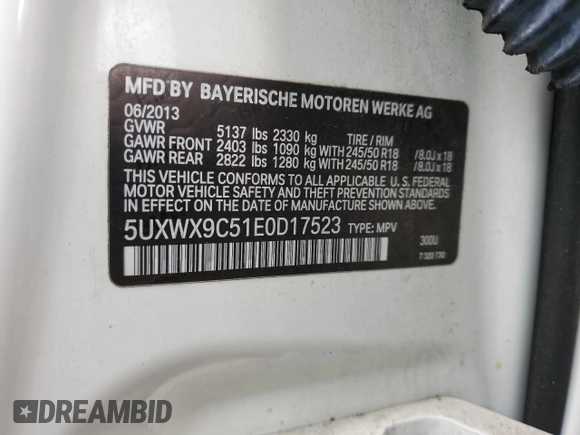 MFD BY BAYERISCHE MOTOREN WERKE AG
06/2013
GVWR 5137 lbs 2330 kg TIRE / RIM
GAWR FRONT 2403 lbs 1090 kg WITH 245/50 R18 /8.0J x 18
GAWR REAR 2822 lbs 1280 kg WITH 245/50 R18 /8.0J x 18
THIS VEHICLE CONFORMS TO ALL APPLICABLE U.S. FEDERAL
MOTOR VEHICLE SAFETY AND THEFT PREVENTION STANDARDS
IN EFFECT ON THE DATE OF MANUFACTURE SHOWN ABOVE.
5UXWX9C51E0D17523 TYPE: MPV
300U
7 320 730
DREAMBID